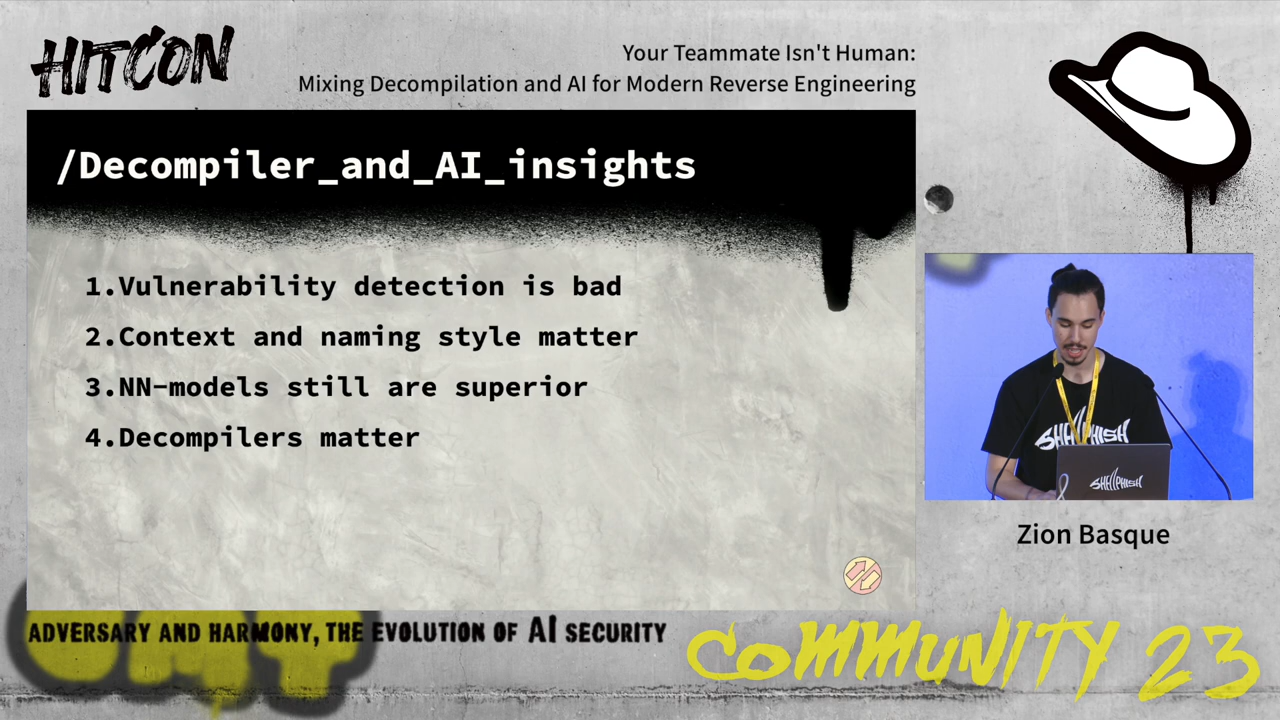 HITCON
Your Teammate Isn't Human:
Mixing Decompilation and AI for Modern Reverse Engineering
/Decompiler_and_AI_insights
1.Vulnerability detection is bad
2.Context and naming style matter
3.NN-models still are superior
4.Decompilers matter
SHELLPHISH
SHELLPHISH
Zion Basque
ADVERSARY AND HARMONY, THE EVOLUTION OF AI SECURITY
COMMUNITY 23